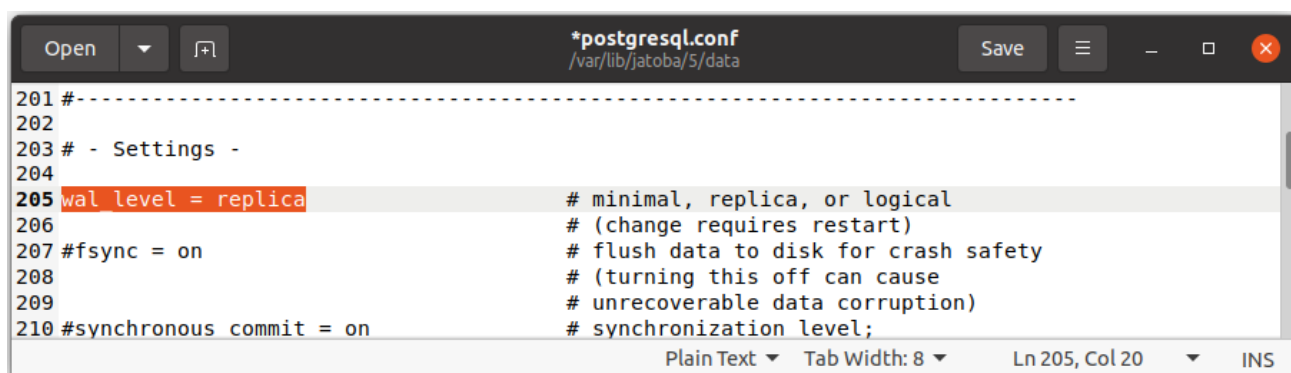 Open
*postgresql.conf
/var/lib/jatoba/5/data
Save
201 #-------------------------------------------------------------------------------
202
203 # - Settings -
204
205 wal_level = replica # minimal, replica, or logical
206 # (change requires restart)
207 #fsync = on # flush data to disk for crash safety
208 # (turning this off can cause
209 # unrecoverable data corruption)
210 #synchronous_commit = on # synchronization level;
Plain Text Tab Width: 8 Ln 205, Col 20 INS